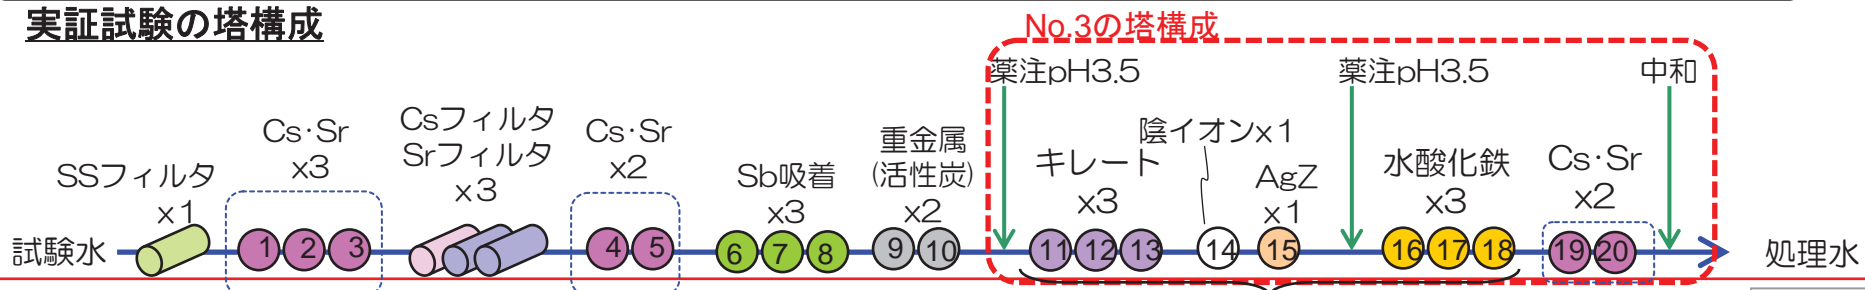 実証試験の塔構成
No.3の塔構成
薬注pH3.5
薬注pH3.5
中和
SSフィルタ
x1
Cs·Sr
x3
Csフィルタ
Srフィルタ
x3
Cs·Sr
x2
Sb吸着
x3
重金属
(活性炭)
x2
キレート
x3
陰イオンx1
AgZ
x1
水酸化鉄
x3
Cs·Sr
x2
試験水
1 2 3 4 5 6 7 8 9 10 11 12 13 14 15 16 17 18 19 20
処理水